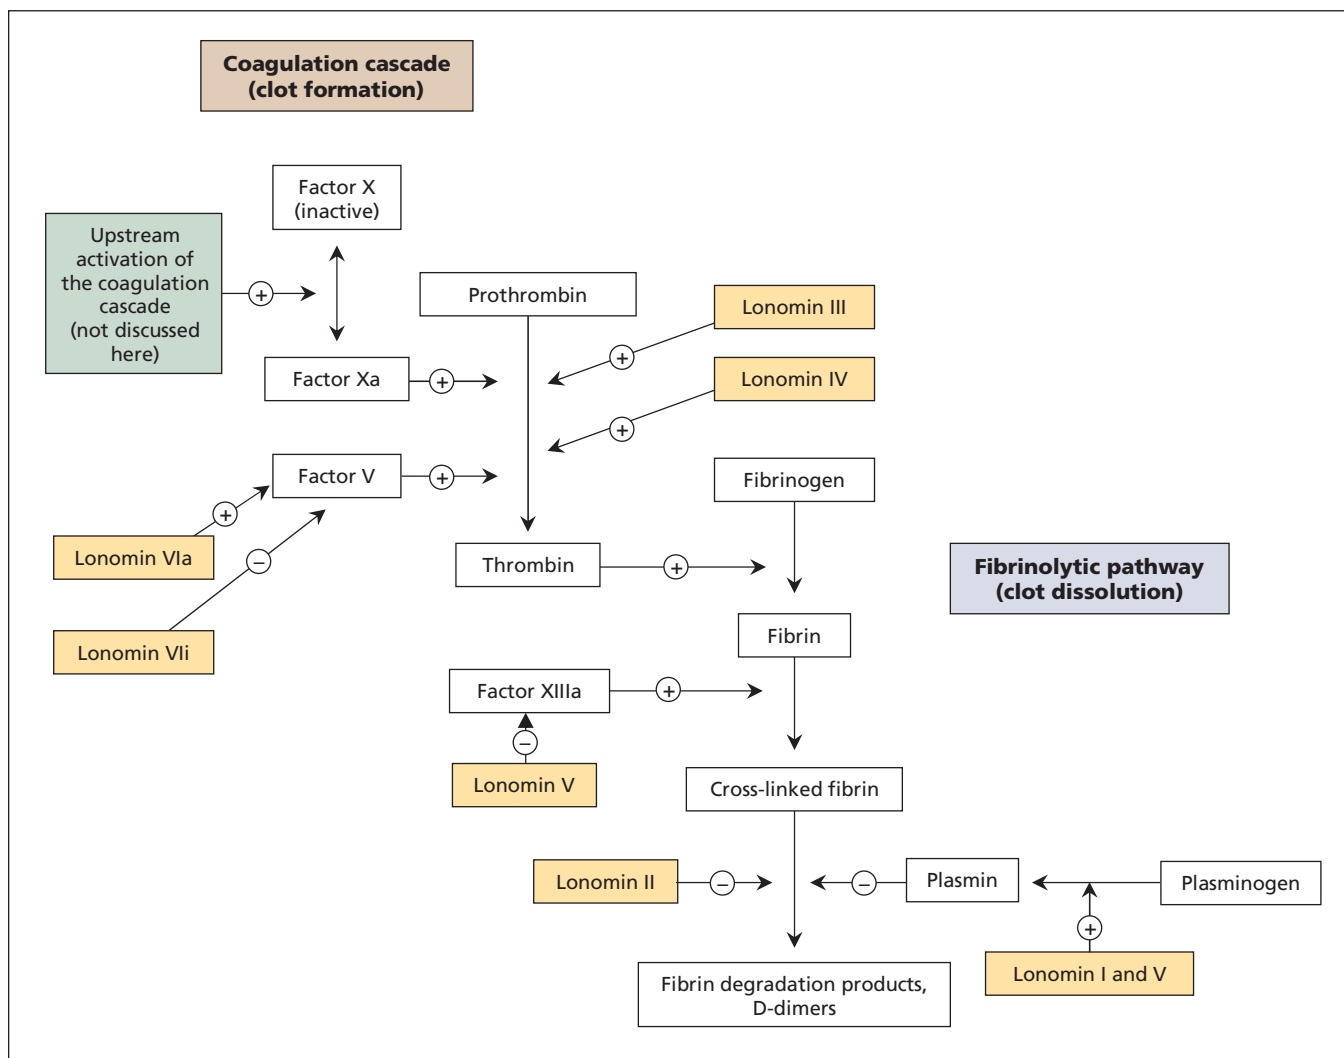 Coagulation cascade
(clot formation)
Factor X
(inactive)
Upstream
activation of
the coagulation
cascade
(not discussed
here)
+
Prothrombin
Lonomin III
+
Factor Xa
+
Lonomin IV
+
Factor V
+
Fibrinogen
+
Lonomin VIa
−
Thrombin
+
Fibrinolytic pathway
(clot dissolution)
Lonomin VIi
Fibrin
Factor XIIIa
+
−
Lonomin V
Cross-linked fibrin
Lonomin II
−
−
Plasmin
Plasminogen
+
Lonomin I and V
Fibrin degradation products,
D-dimers